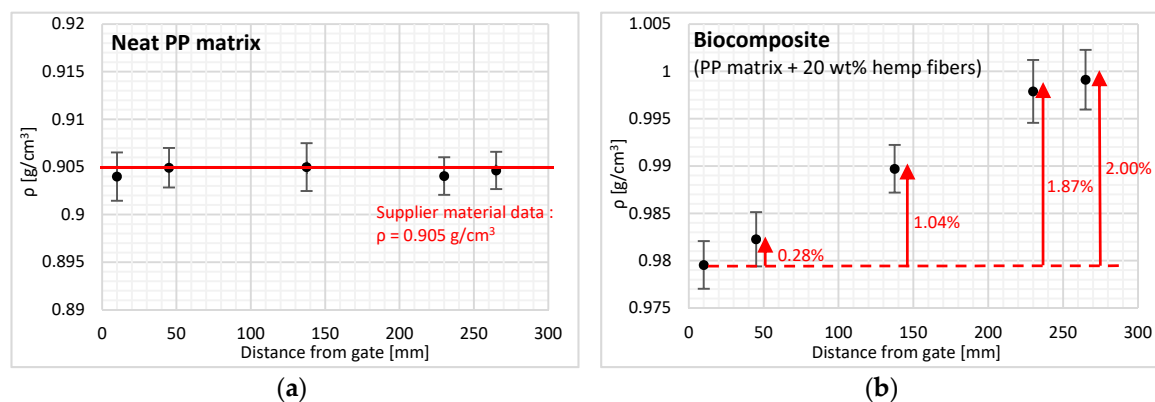 Neat PP matrix
0.92
0.915
0.91
0.905
0.9
0.895
0.89
ρ [g/cm³]
Supplier material data :
ρ = 0.905 g/cm³
0 50 100 150 200 250 300
Distance from gate [mm]
(a)
Biocomposite
(PP matrix + 20 wt% hemp fibers)
1.005
1
0.995
0.99
0.985
0.98
0.975
ρ [g/cm³]
0.28%
1.04%
1.87%
2.00%
0 50 100 150 200 250 300
Distance from gate [mm]
(b)